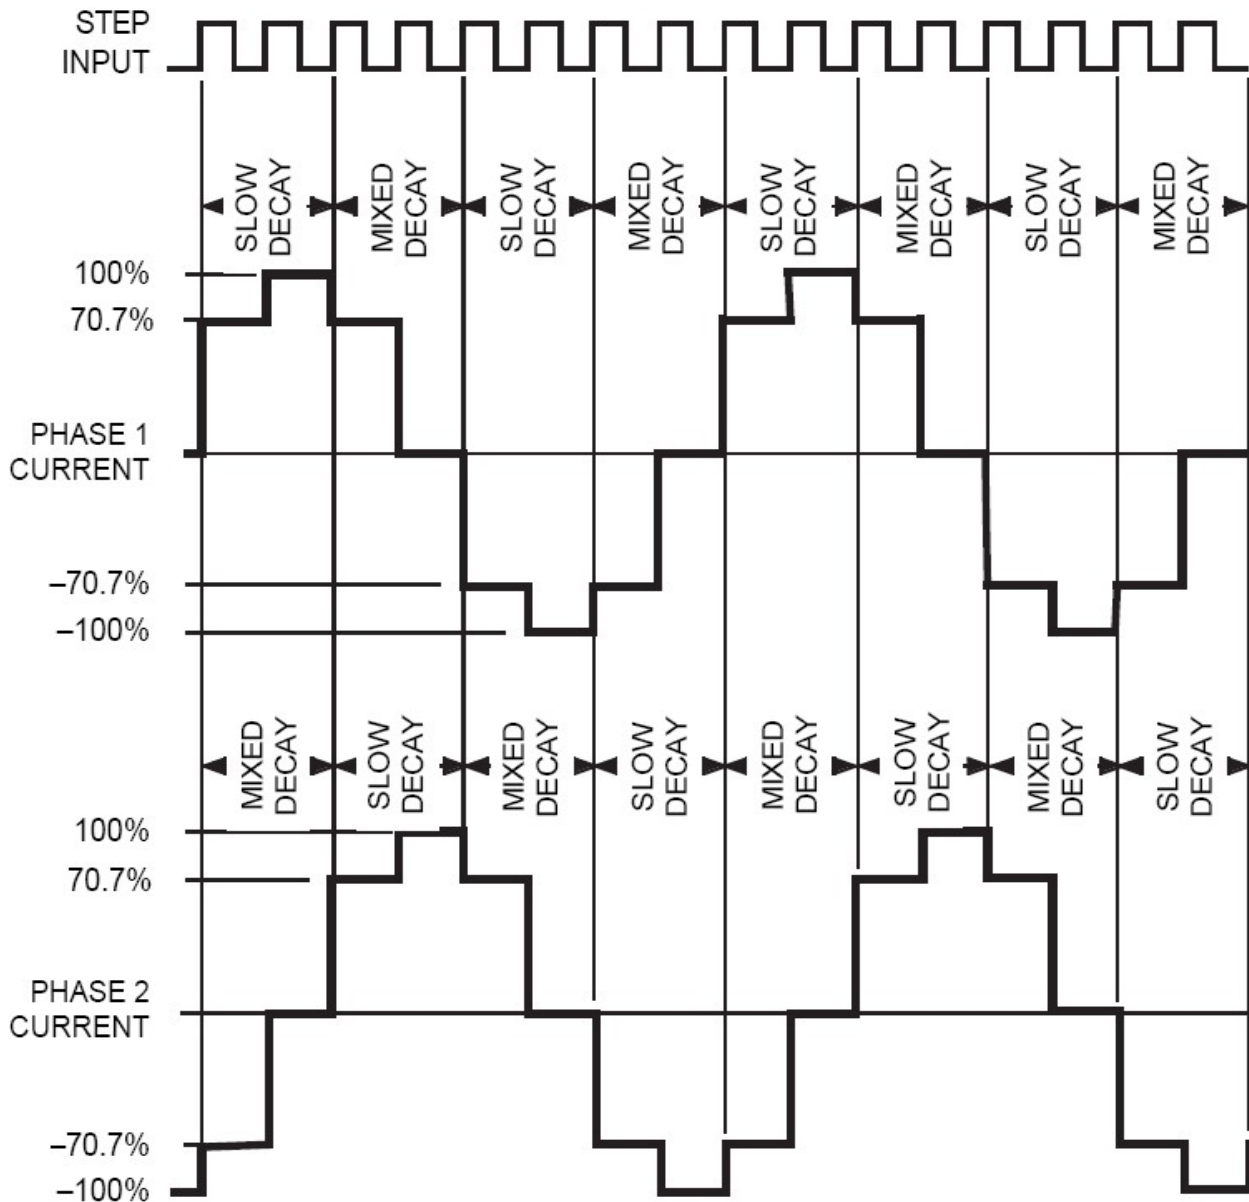 STEP
INPUT
SLOW
DECAY
MIXED
DECAY
SLOW
DECAY
MIXED
DECAY
SLOW
DECAY
MIXED
DECAY
SLOW
DECAY
MIXED
DECAY
100%
70.7%
PHASE 1
CURRENT
–70.7%
–100%
MIXED
DECAY
SLOW
DECAY
MIXED
DECAY
SLOW
DECAY
MIXED
DECAY
SLOW
DECAY
MIXED
DECAY
SLOW
DECAY
100%
70.7%
PHASE 2
CURRENT
–70.7%
–100%